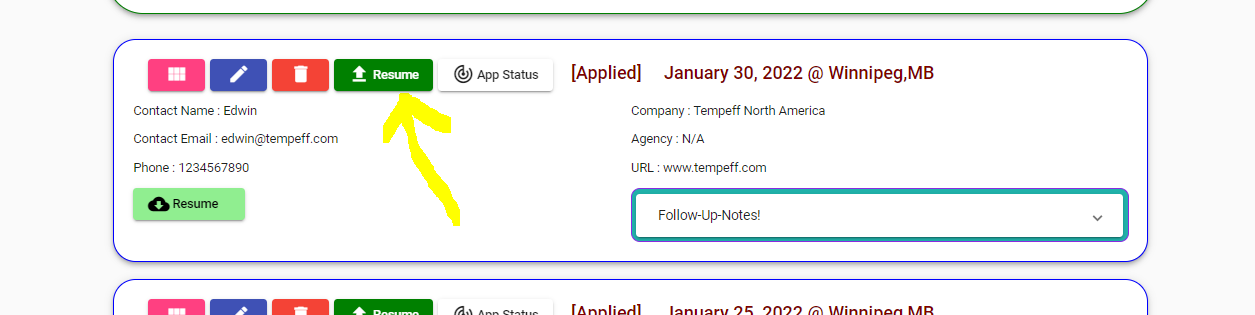 Resume App Status [Applied] January 30, 2022 @ Winnipeg,MB
Contact Name : Edwin
Company : Tempeff North America
Contact Email : edwin@tempeff.com
Agency : N/A
Phone : 1234567890
URL : www.tempeff.com
Resume
Follow-Up-Notes!
Resume App Status [Applied] January 25, 2022 @ Winnipeg,MB